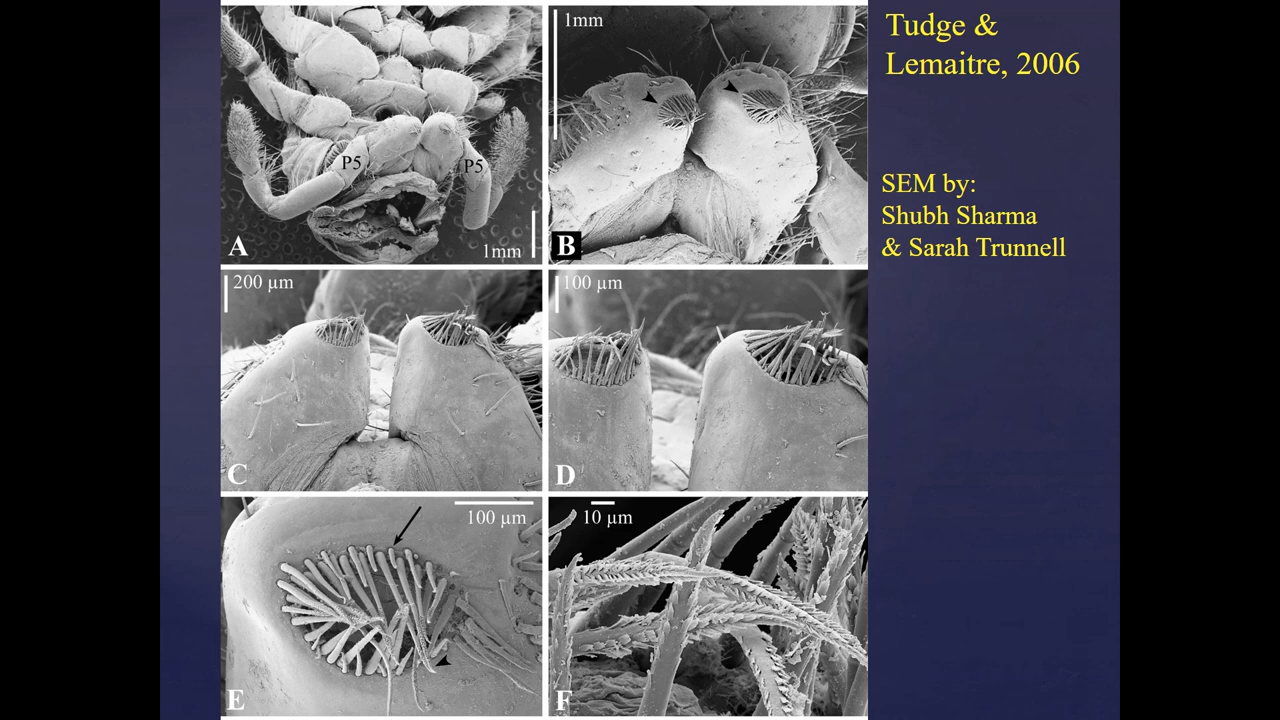 A
P5
P5
1mm
1mm
B
Tudge &
Lemaitre, 2006
SEM by:
Shubh Sharma
& Sarah Trunnell
200 µm
C
100 µm
D
100 µm
E
10 µm
F